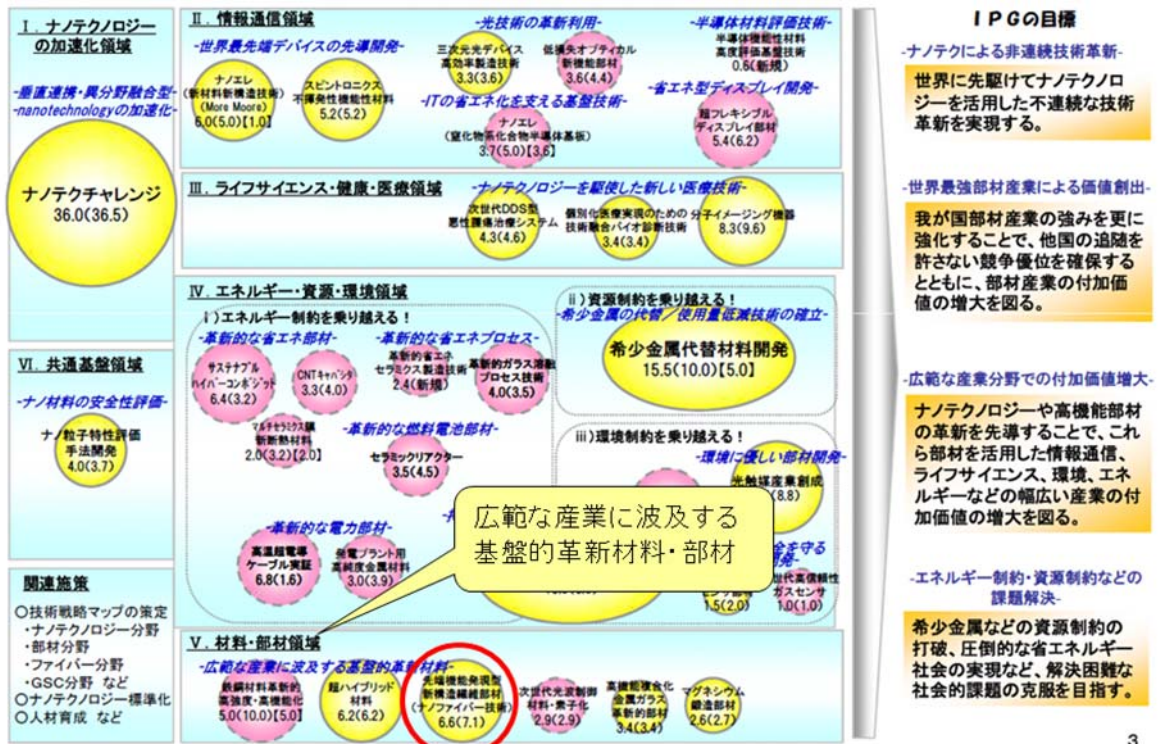 Ⅰ. ナノテクノロジー
の加速化領域
-垂直連携・異分野融合型-
-nanotechnologyの加速化-
ナノテクチャレンジ
36.0(36.5)
Ⅵ. 共通基盤領域
-ナノ材料の安全性評価-
ナノ粒子特性評価
手法開発
4.0(3.7)
関連施策
○技術戦略マップの策定
・ナノテクノロジー分野
・部材分野
・ファイバー分野
・GSC分野 など
○ナノテクノロジー標準化
○人材育成 など
Ⅱ. 情報通信領域
-世界最先端デバイスの先導開発-
ナノエレ
(新材料新構造技術)
(More Moore)
5.0(5.0)【1.0】
スピントロニクス
不揮発性機能性材料
5.2(5.2)
-光技術の革新利用-
三次元光デバイス
高効率製造技術
3.3(3.6)
低損失オプティカル
新機能部材
3.6(4.4)
-半導体材料評価技術-
半導体機能性材料
高度評価基盤技術
0.6(新規)
-ITの省エネ化を支える基盤技術-
ナノエレ
(窒化物系化合物半導体基板)
3.7(5.0)【3.6】
-省エネ型ディスプレイ開発-
超フレキシブル
ディスプレイ部材
5.4(6.2)
Ⅲ. ライフサイエンス・健康・医療領域
-ナノテクノロジーを駆使した新しい医療技術-
次世代DDS型
悪性腫瘍治療システム
4.3(4.6)
個別化医療実現のための
技術融合バイオ診断技術
3.4(3.4)
分子イメージング機器
8.3(9.6)
Ⅳ. エネルギー・資源・環境領域
ⅰ)エネルギー制約を乗り越える!
-革新的な省エネ部材-
サステナブル
ハイパーコンポジット
6.4(3.2)
CNTキャパシタ
3.3(4.0)
マルチセラミックス膜
新断熱材料
2.0(3.2)【2.0】
-革新的な省エネプロセス-
革新的省エネ
セラミックス製造技術
2.4(新規)
革新的ガラス溶融
プロセス技術
4.0(3.5)
-革新的な燃料電池部材-
セラミックリアクター
3.5(4.5)
-革新的な電力部材-
高温超電導
ケーブル実証
6.8(1.6)
発電プラント用
高純度金属材料
3.0(3.9)
ⅱ)資源制約を乗り越える!
-希少金属の代替/使用量低減技術の確立-
希少金属代替材料開発
15.5(10.0)【5.0】
ⅲ)環境制約を乗り越える!
-環境に優しい部材開発-
光触媒産業創成
(8.8)
全を守る
開発-
センサ部材
1.5(2.0)
世代高信頼性
ガスセンサ
1.0(1.0)
広範な産業に波及する
基盤的革新材料・部材
Ⅴ. 材料・部材領域
-広範な産業に波及する基盤的革新材料-
鉄鋼材料革新的
高強度・高機能化
5.0(10.0)【5.0】
超ハイブリッド
材料
6.2(6.2)
先端機能発現型
新構造繊維部材
(ナノファイバー技術)
6.6(7.1)
次世代光波制御
材料・素子化
2.9(2.9)
高機能複合化
金属ガラス
革新的部材
3.4(3.4)
マグネシウム
鍛造部材
2.6(2.7)
IPGの目標
-ナノテクによる非連続技術革新-
世界に先駆けてナノテクノロ
ジーを活用した不連続な技術
革新を実現する。
-世界最強部材産業による価値創出-
我が国部材産業の強みを更に
強化することで、他国の追随を
許さない競争優位を確保する
とともに、部材産業の付加価
値の増大を図る。
-広範な産業分野での付加価値増大-
ナノテクノロジーや高機能部材
の革新を先導することで、これ
ら部材を活用した情報通信、
ライフサイエンス、環境、エネ
ルギーなどの幅広い産業の付
加価値の増大を図る。
-エネルギー制約・資源制約などの
課題解決-
希少金属などの資源制約の
打破、圧倒的な省エネルギー
社会の実現など、解決困難な
社会的課題の克服を目指す。
3